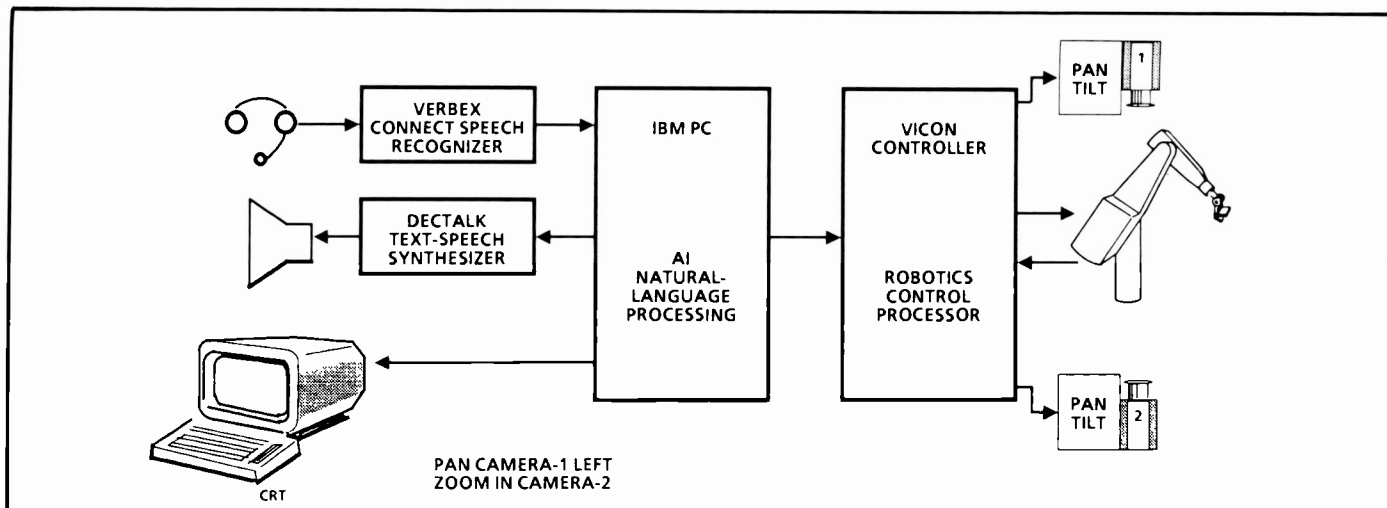 VERBEX
CONNECT SPEECH
RECOGNIZER
DECTALK
TEXT-SPEECH
SYNTHESIZER
CRT
PAN CAMERA-1 LEFT
ZOOM IN CAMERA-2
IBM PC
AI
NATURAL-
LANGUAGE
PROCESSING
VICON
CONTROLLER
ROBOTICS
CONTROL
PROCESSOR
PAN
TILT
1
PAN
TILT
2